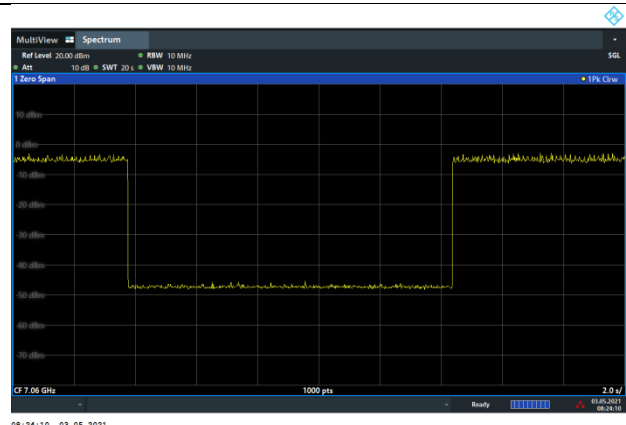 MultiView Spectrum
Ref Level 20.00 dBm RBW 10 MHz SGL
Att 10 dB SWT 20 s VBW 10 MHz
1 Zero Span 1Pk Clrw
10 dBm
0 dBm
-10 dBm
-20 dBm
-30 dBm
-40 dBm
-50 dBm
-60 dBm
-70 dBm
CF 7.06 GHz 1000 pts 2.0 s/
Ready 03.05.2021
08:24:10
08:24:10 03.05.2021